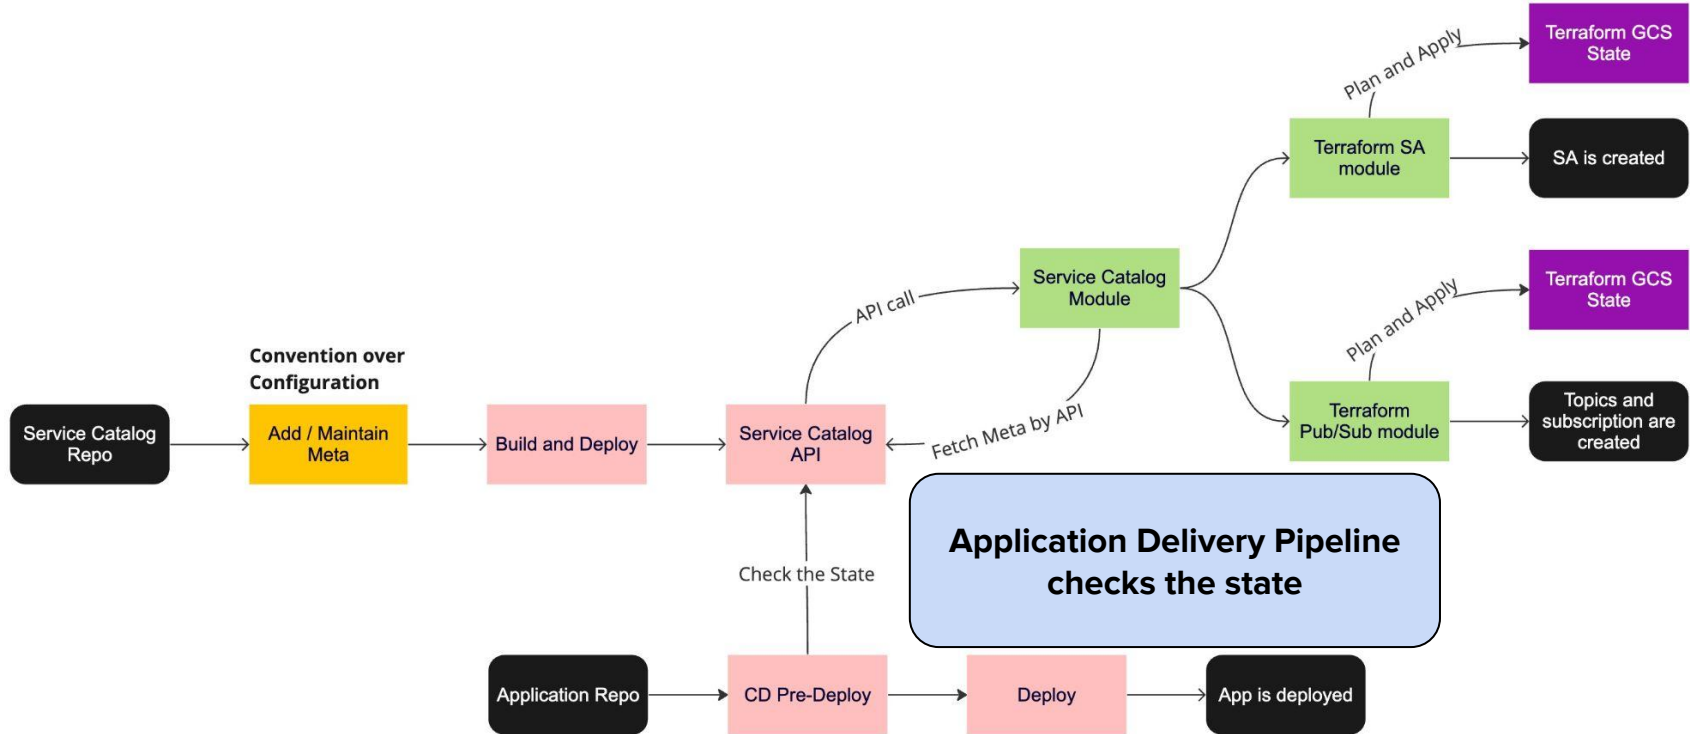 Terraform GCS
State
Plan and Apply
Terraform SA
module
SA is created
Service Catalog
Module
API call
Fetch Meta by API
Terraform GCS
State
Plan and Apply
Terraform
Pub/Sub module
Topics and
subscription are
created
Convention over
Configuration
Service Catalog
Repo
Add / Maintain
Meta
Build and Deploy
Service Catalog
API
Application Delivery Pipeline
checks the state
Check the State
Application Repo
CD Pre-Deploy
Deploy
App is deployed